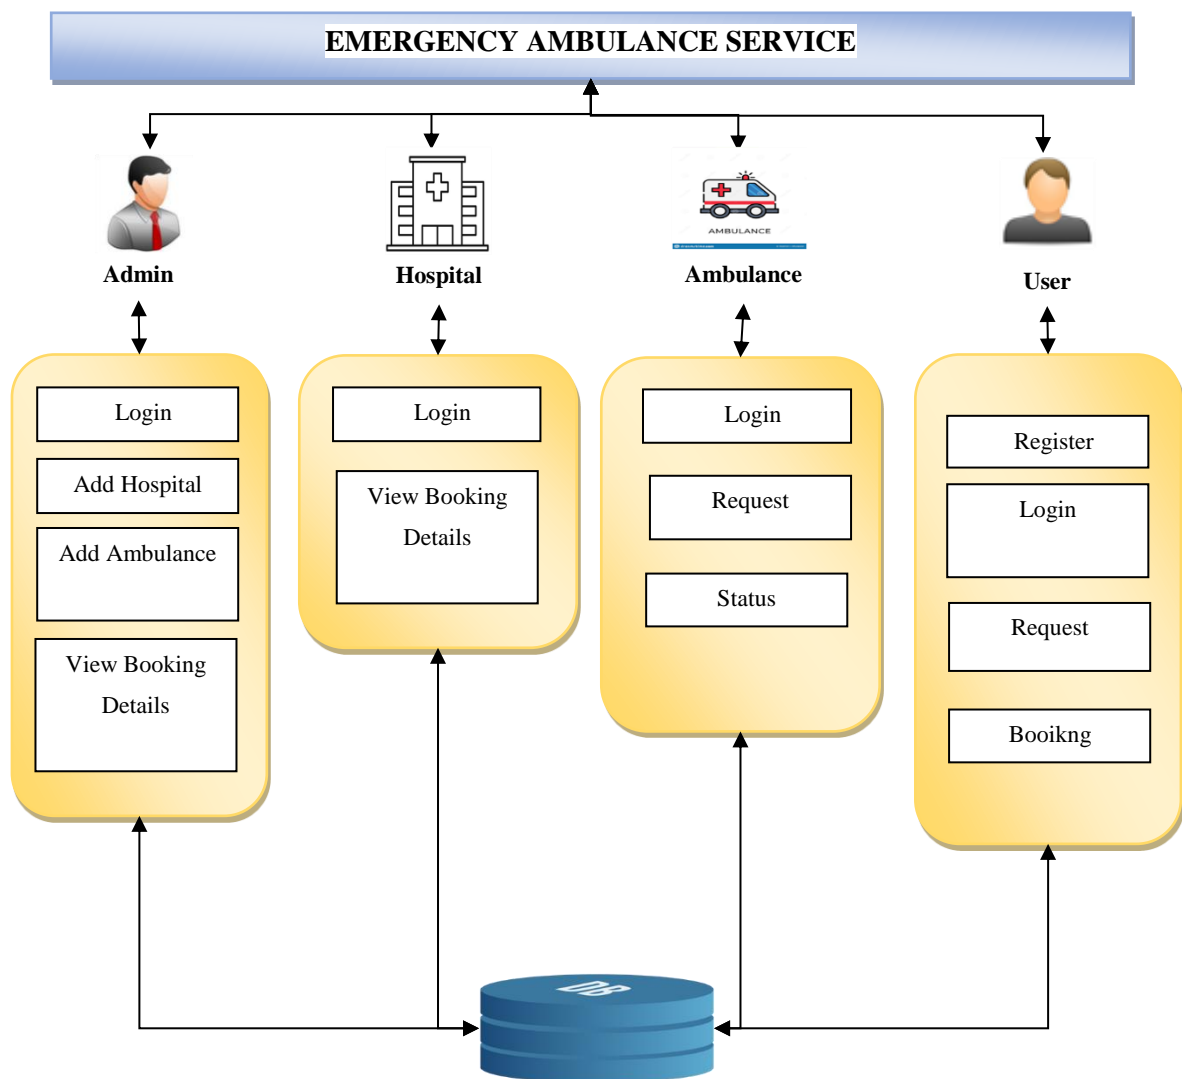 EMERGENCY AMBULANCE SERVICE
AMBULANCE
Admin
Hospital
Ambulance
User
Login
Add Hospital
Add Ambulance
View Booking
Details
Login
View Booking
Details
Login
Request
Status
Register
Login
Request
Booikng
DB